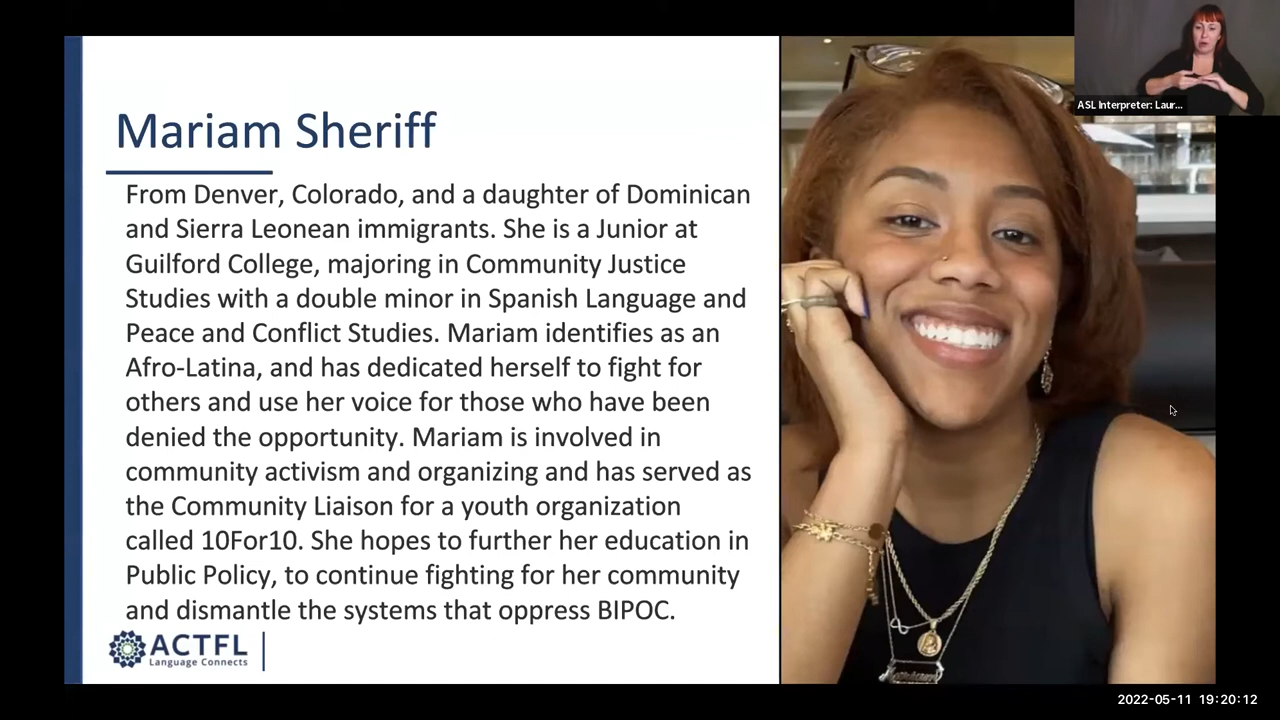 ASL Interpreter: Laur...
Mariam Sheriff
From Denver, Colorado, and a daughter of Dominican
and Sierra Leonean immigrants. She is a Junior at
Guilford College, majoring in Community Justice
Studies with a double minor in Spanish Language and
Peace and Conflict Studies. Mariam identifies as an
Afro-Latina, and has dedicated herself to fight for
others and use her voice for those who have been
denied the opportunity. Mariam is involved in
community activism and organizing and has served as
the Community Liaison for a youth organization
called 10For10. She hopes to further her education in
Public Policy, to continue fighting for her community
and dismantle the systems that oppress BIPOC.
ACTFL
Language Connects
2022-05-11 19:20:12